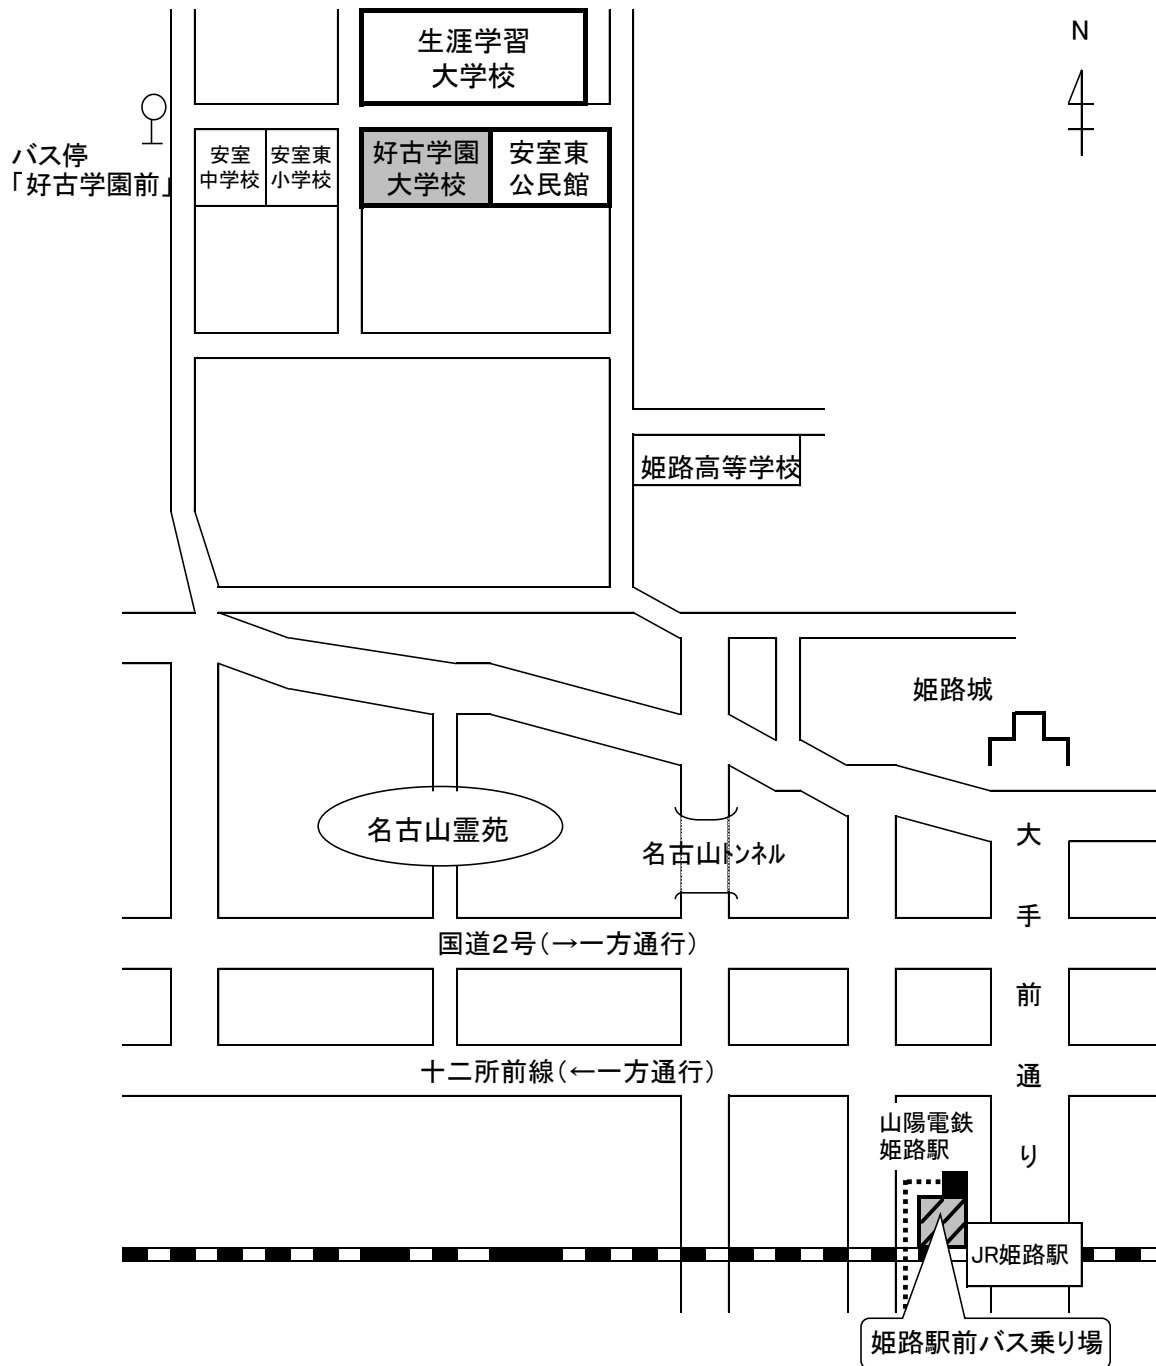 生涯学習
大学校
N
バス停
「好古学園前」
安室
中学校
安室東
小学校
好古学園
大学校
安室東
公民館
姫路高等学校
姫路城
名古山霊苑
名古山ﾄﾝﾈﾙ
大手前通り
国道2号(→一方通行)
十二所前線(←一方通行)
山陽電鉄
姫路駅
JR姫路駅
姫路駅前バス乗り場